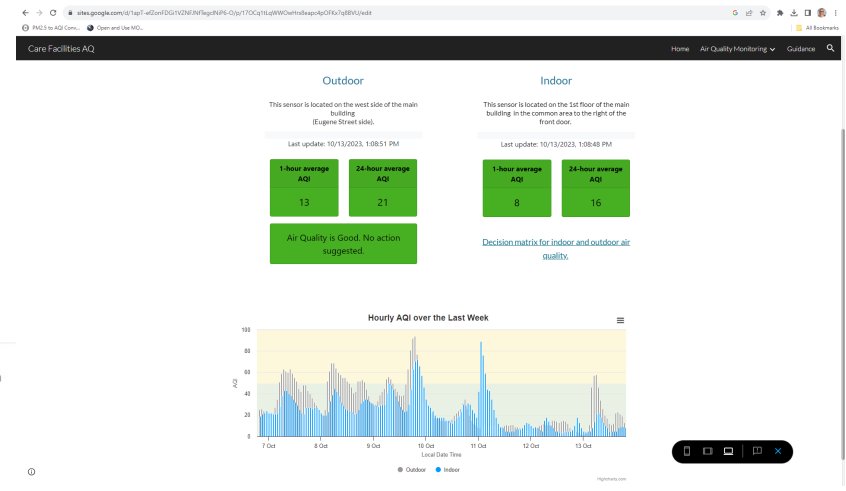 PM2.5 to AQI Conv...
Open and Use MO...
All Bookmarks
Care Facilities AQ
Home
Air Quality Monitoring
Guidance
Outdoor
This sensor is located on the west side of the main
building
(Eugene Street side).
Last update: 10/13/2023, 1:08:51 PM
1-hour average
AQI
13
24-hour average
AQI
21
Air Quality is Good. No action
suggested.
Indoor
This sensor is located on the 1st floor of the main
building in the common area to the right of the
front door.
Last update: 10/13/2023, 1:08:48 PM
1-hour average
AQI
8
24-hour average
AQI
16
Decision matrix for indoor and outdoor air
quality.
Hourly AQI over the Last Week
100
80
60
40
20
0
AQI
7 Oct
8 Oct
9 Oct
10 Oct
11 Oct
12 Oct
13 Oct
Local Date Time
Outdoor
Indoor
Highcharts.com